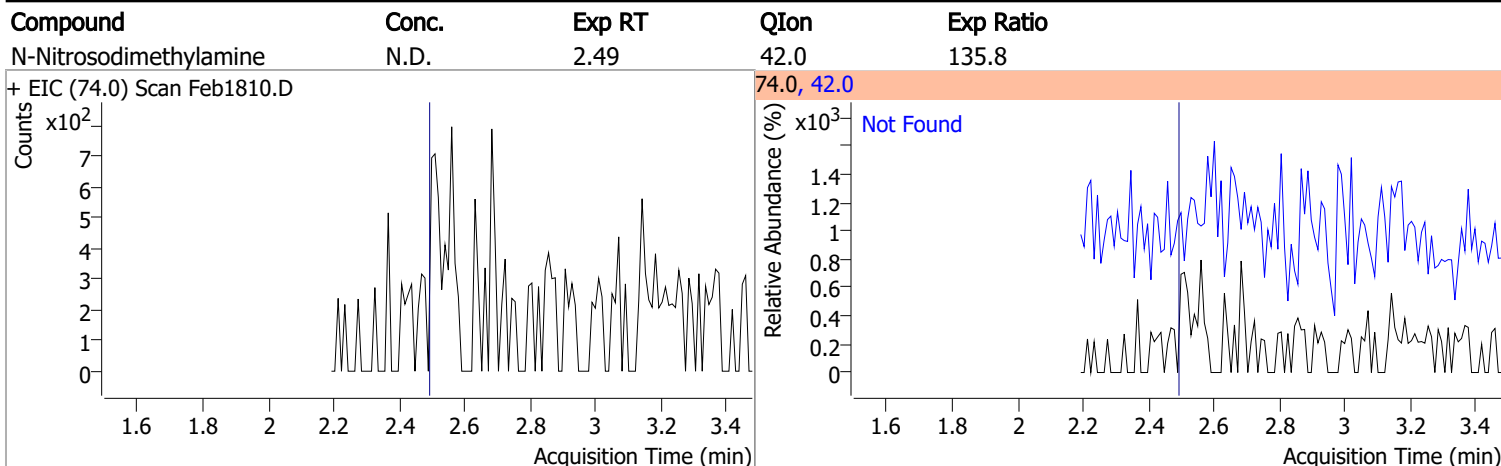 Compound Conc. Exp RT QIon Exp Ratio
N-Nitrosodimethylamine N.D. 2.49 42.0 135.8
+ EIC (74.0) Scan Feb1810.D
Counts
x10²
7
6
5
4
3
2
1
0
1.6 1.8 2 2.2 2.4 2.6 2.8 3 3.2 3.4
Acquisition Time (min)
74.0, 42.0
Relative Abundance (%)
x10³
Not Found
1.4
1.2
1
0.8
0.6
0.4
0.2
0
1.6 1.8 2 2.2 2.4 2.6 2.8 3 3.2 3.4
Acquisition Time (min)